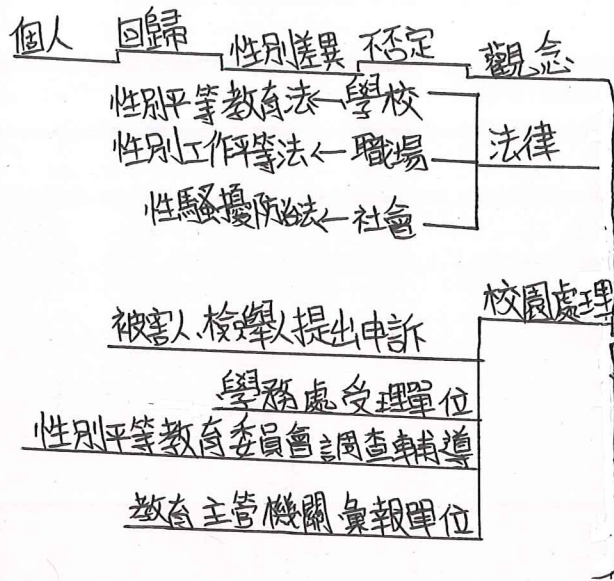 個人 回歸 性別差異 不否定 觀念
性別平等教育法←學校
性別工作平等法←職場
法律
性騷擾防治法←社會
校園處理
被害人、檢舉人提出申訴
學務處受理單位
性別平等教育委員會調查輔導
教育主管機關彙報單位